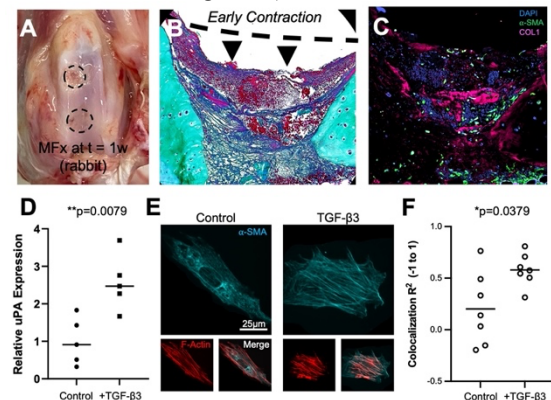 A
MFx at t = 1w
(rabbit)
B
Early Contraction
C
DAPI
α-SMA
COL1
D
**p=0.0079
Relative uPA Expression
4
3
2
1
0
Control
+TGF-β3
E
Control
TGF-β3
α-SMA
25μm
F-Actin
Merge
F
*p=0.0379
Colocalization R² (-1 to 1)
1.0
0.5
0.0
-0.5
Control
+TGF-β3